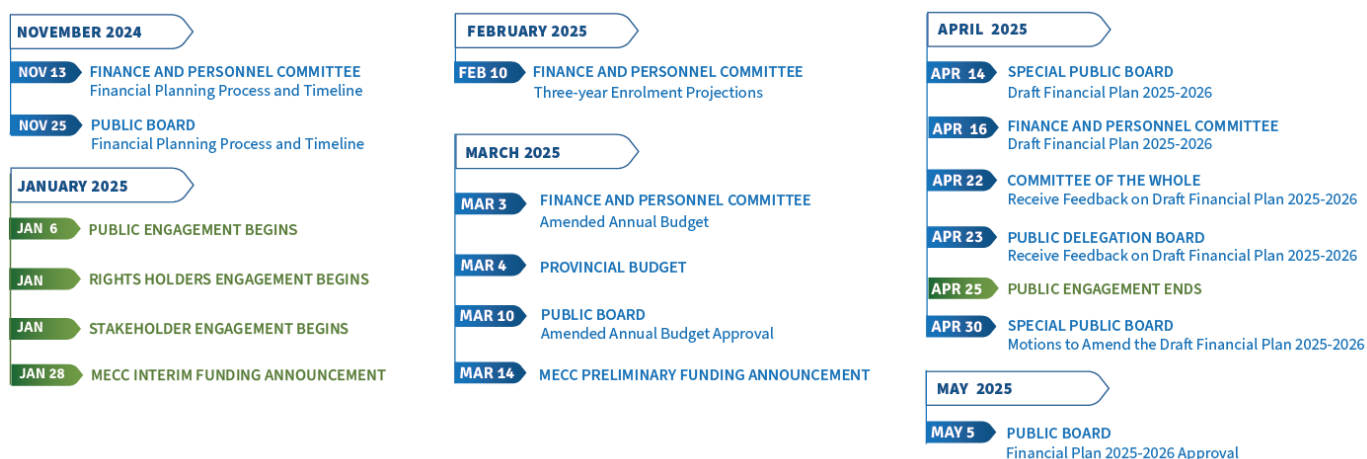 NOVEMBER 2024
NOV 13
FINANCE AND PERSONNEL COMMITTEE
Financial Planning Process and Timeline
NOV 25
PUBLIC BOARD
Financial Planning Process and Timeline
JANUARY 2025
JAN 6
PUBLIC ENGAGEMENT BEGINS
JAN
RIGHTS HOLDERS ENGAGEMENT BEGINS
JAN
STAKEHOLDER ENGAGEMENT BEGINS
JAN 28
MECC INTERIM FUNDING ANNOUNCEMENT
FEBRUARY 2025
FEB 10
FINANCE AND PERSONNEL COMMITTEE
Three-year Enrolment Projections
MARCH 2025
MAR 3
FINANCE AND PERSONNEL COMMITTEE
Amended Annual Budget
MAR 4
PROVINCIAL BUDGET
MAR 10
PUBLIC BOARD
Amended Annual Budget Approval
MAR 14
MECC PRELIMINARY FUNDING ANNOUNCEMENT
APRIL 2025
APR 14
SPECIAL PUBLIC BOARD
Draft Financial Plan 2025-2026
APR 16
FINANCE AND PERSONNEL COMMITTEE
Draft Financial Plan 2025-2026
APR 22
COMMITTEE OF THE WHOLE
Receive Feedback on Draft Financial Plan 2025-2026
APR 23
PUBLIC DELEGATION BOARD
Receive Feedback on Draft Financial Plan 2025-2026
APR 25
PUBLIC ENGAGEMENT ENDS
APR 30
SPECIAL PUBLIC BOARD
Motions to Amend the Draft Financial Plan 2025-2026
MAY 2025
MAY 5
PUBLIC BOARD
Financial Plan 2025-2026 Approval